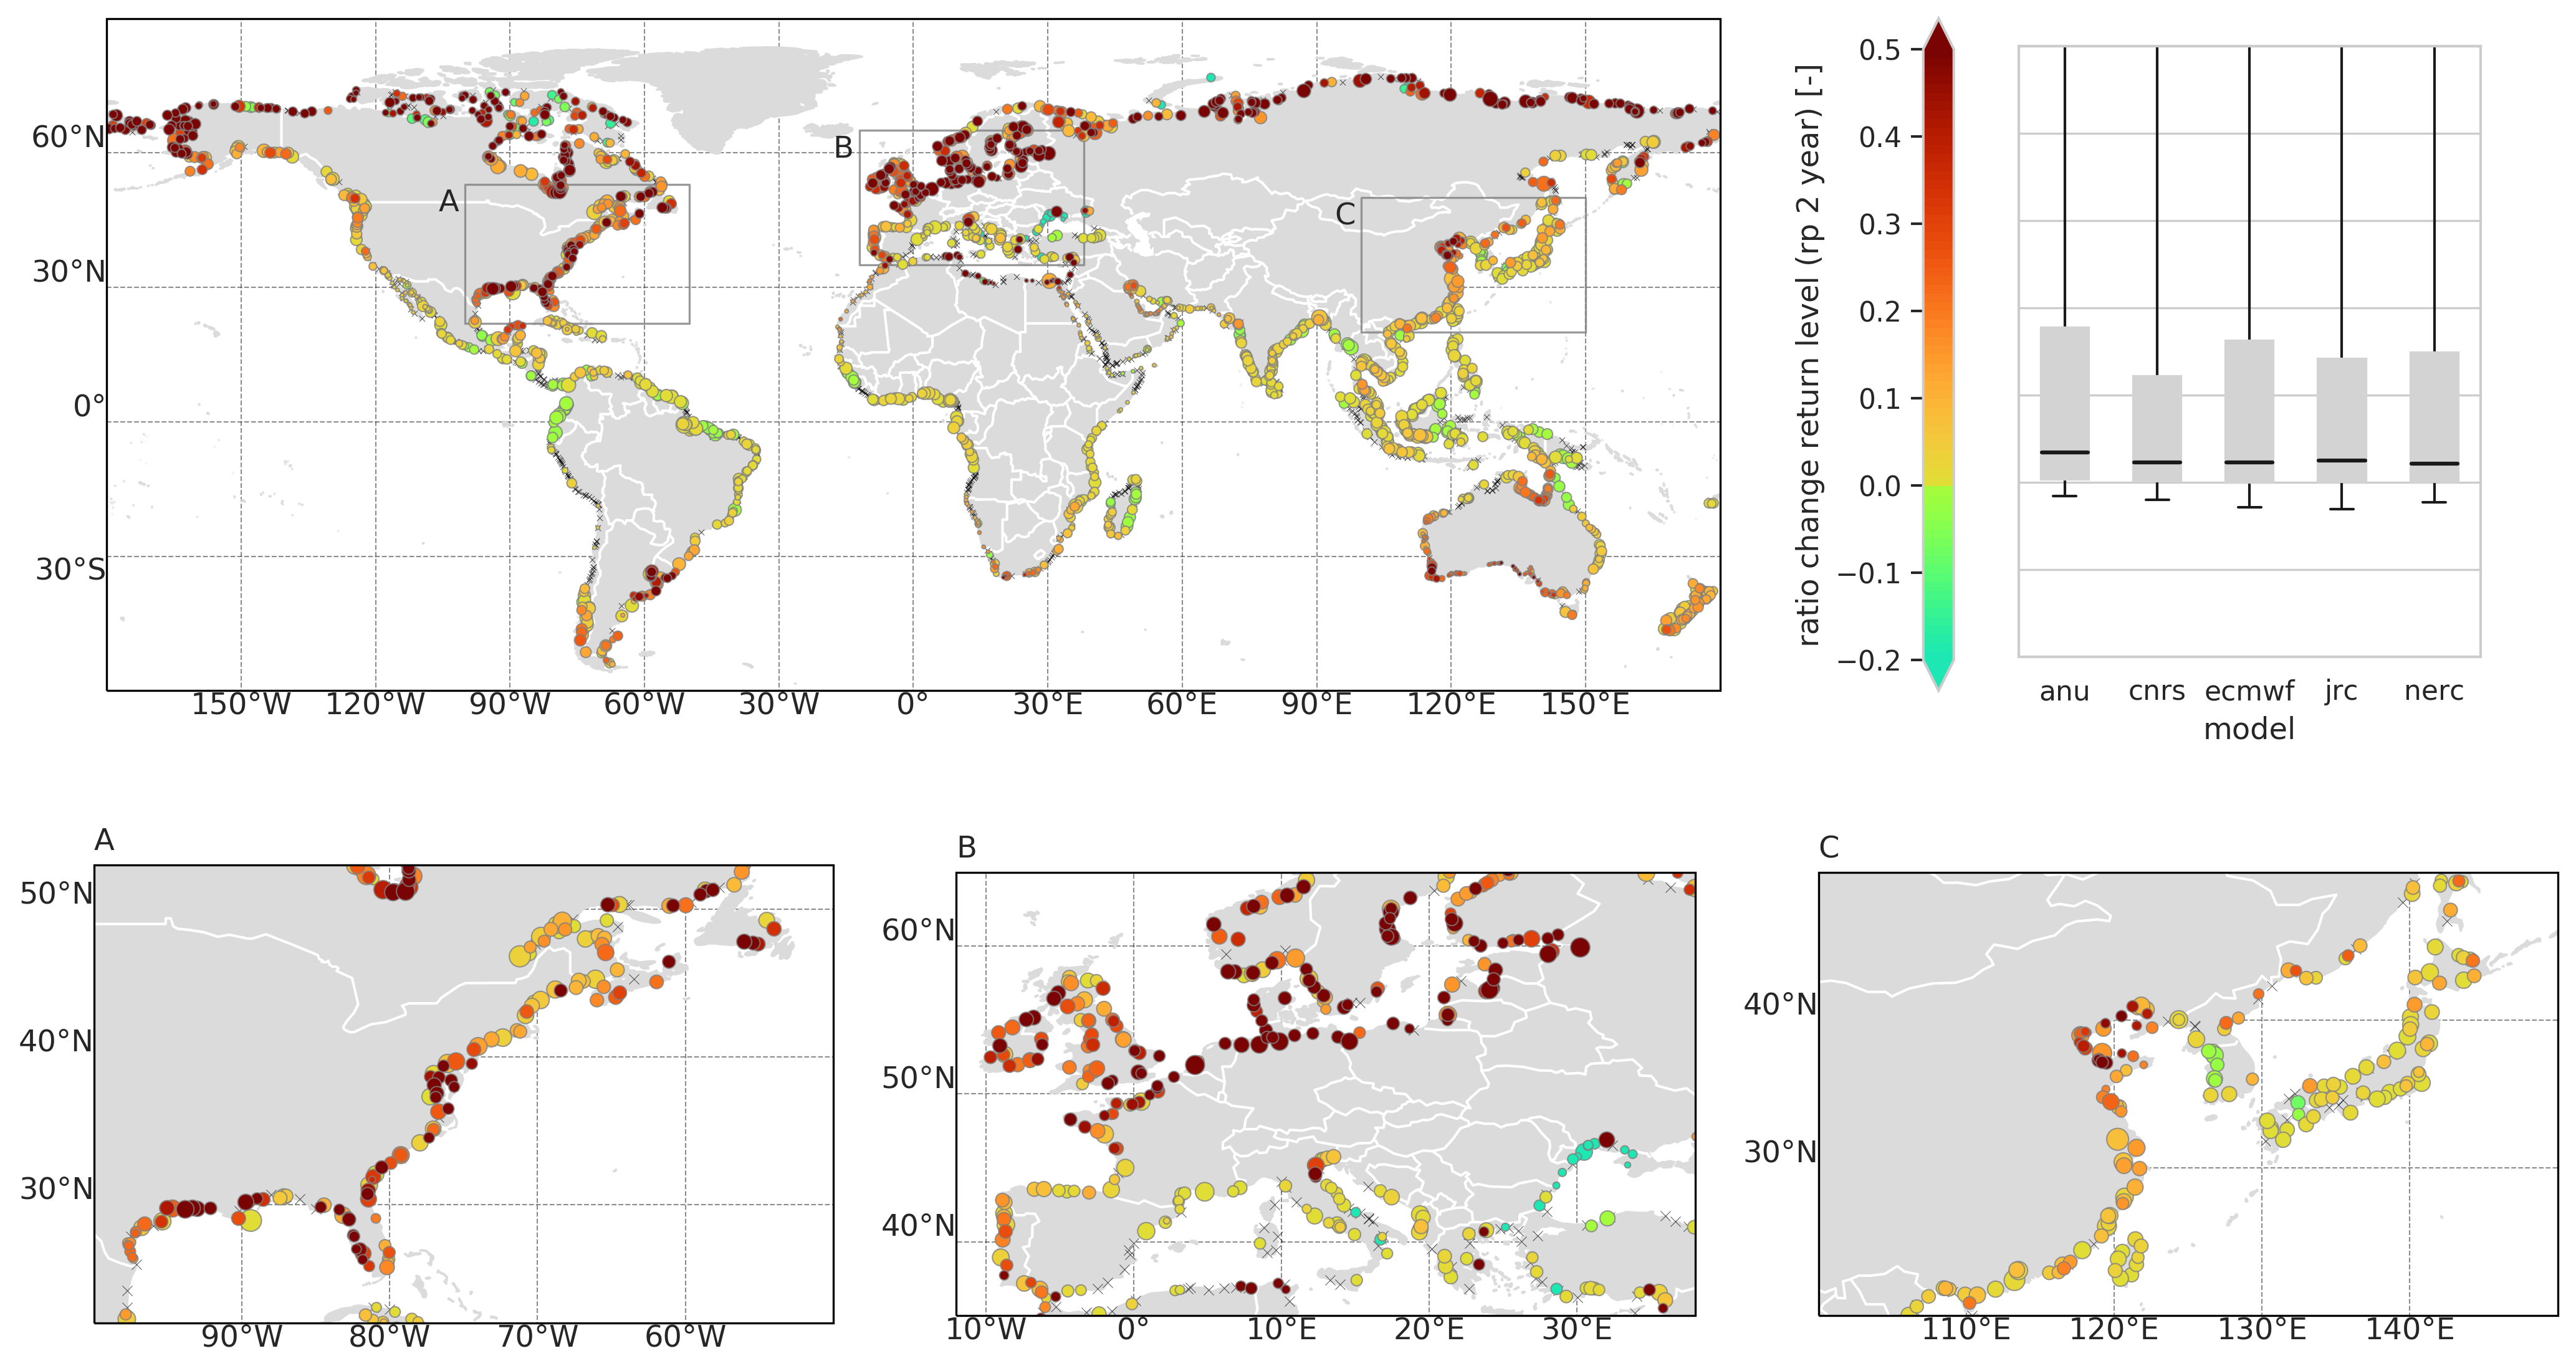 60°N
30°N
0°
30°S
150°W 120°W 90°W 60°W 30°W 0° 30°E 60°E 90°E 120°E 150°E
A
B
C
ratio change return level (rp 2 year) [-]
0.5
0.4
0.3
0.2
0.1
0.0
−0.1
−0.2
anu cnrs ecmwf jrc nerc
model
A
50°N
40°N
30°N
90°W 80°W 70°W 60°W
B
60°N
50°N
40°N
10°W 0° 10°E 20°E 30°E
C
40°N
30°N
110°E 120°E 130°E 140°E